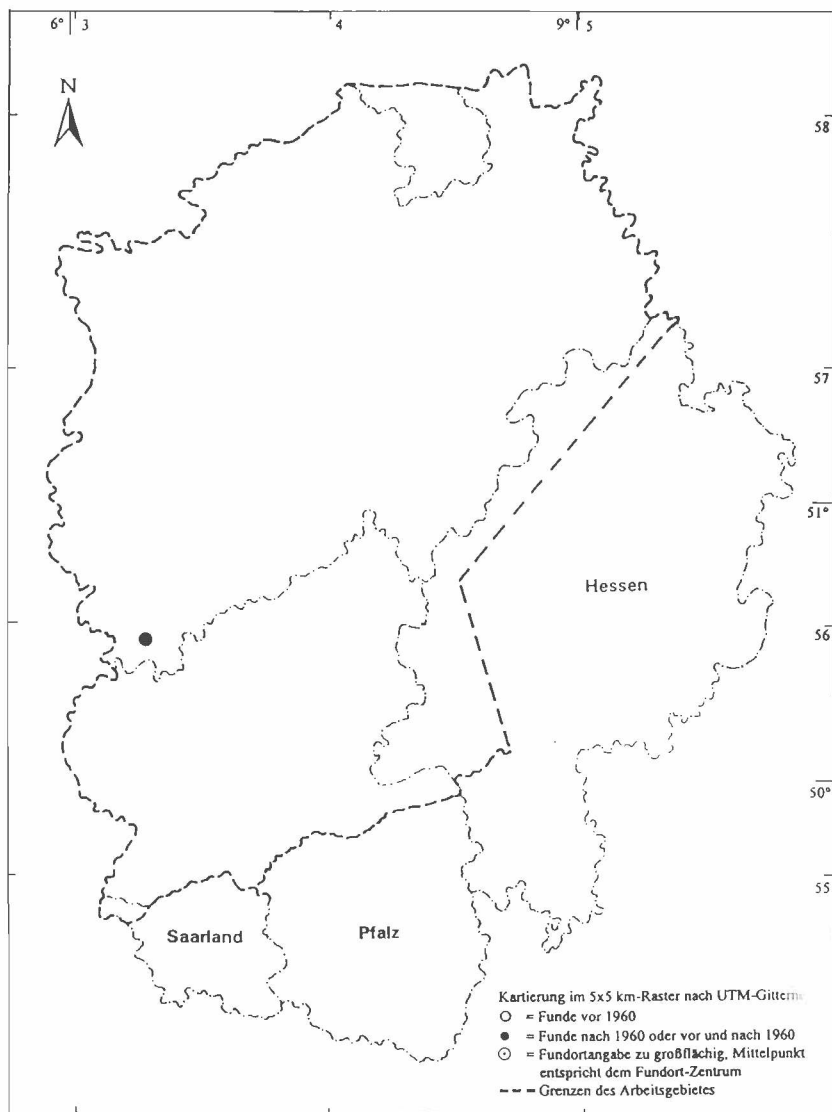 6° 3 4 9° 5
N
58
57
51°
Hessen
56
50°
55
Saarland
Pfalz
Kartierung im 5x5 km-Raster nach UTM-Gittern
= Funde vor 1960
= Funde nach 1960 oder vor und nach 1960
= Fundortangabe zu großflächig, Mittelpunkt
entspricht dem Fundort-Zentrum
Grenzen des Arbeitsgebietes